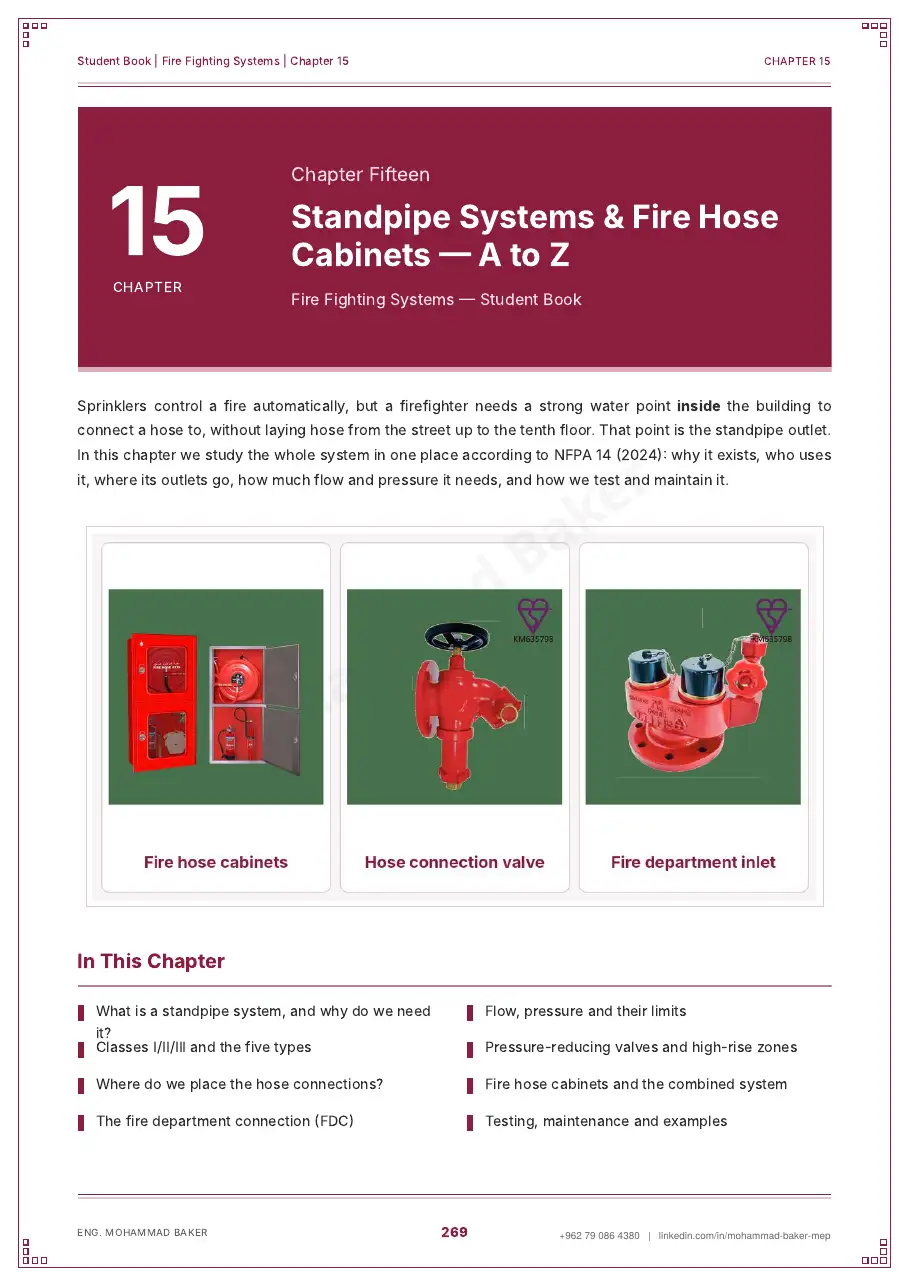 Student Book | Fire Fighting Systems | Chapter 15
CHAPTER 15
15
CHAPTER
Chapter Fifteen
Standpipe Systems & Fire Hose
Cabinets — A to Z
Fire Fighting Systems — Student Book
Sprinklers control a fire automatically, but a firefighter needs a strong water point inside the building to
connect a hose to, without laying hose from the street up to the tenth floor. That point is the standpipe outlet.
In this chapter we study the whole system in one place according to NFPA 14 (2024): why it exists, who uses
it, where its outlets go, how much flow and pressure it needs, and how we test and maintain it.
KM635798
KM635798
Fire hose cabinets
Hose connection valve
Fire department inlet
In This Chapter
What is a standpipe system, and why do we need
it?
Classes I/II/III and the five types
Where do we place the hose connections?
The fire department connection (FDC)
Flow, pressure and their limits
Pressure-reducing valves and high-rise zones
Fire hose cabinets and the combined system
Testing, maintenance and examples
ENG. MOHAMMAD BAKER
269
+962 79 086 4380 | linkedin.com/in/mohammad-baker-mep